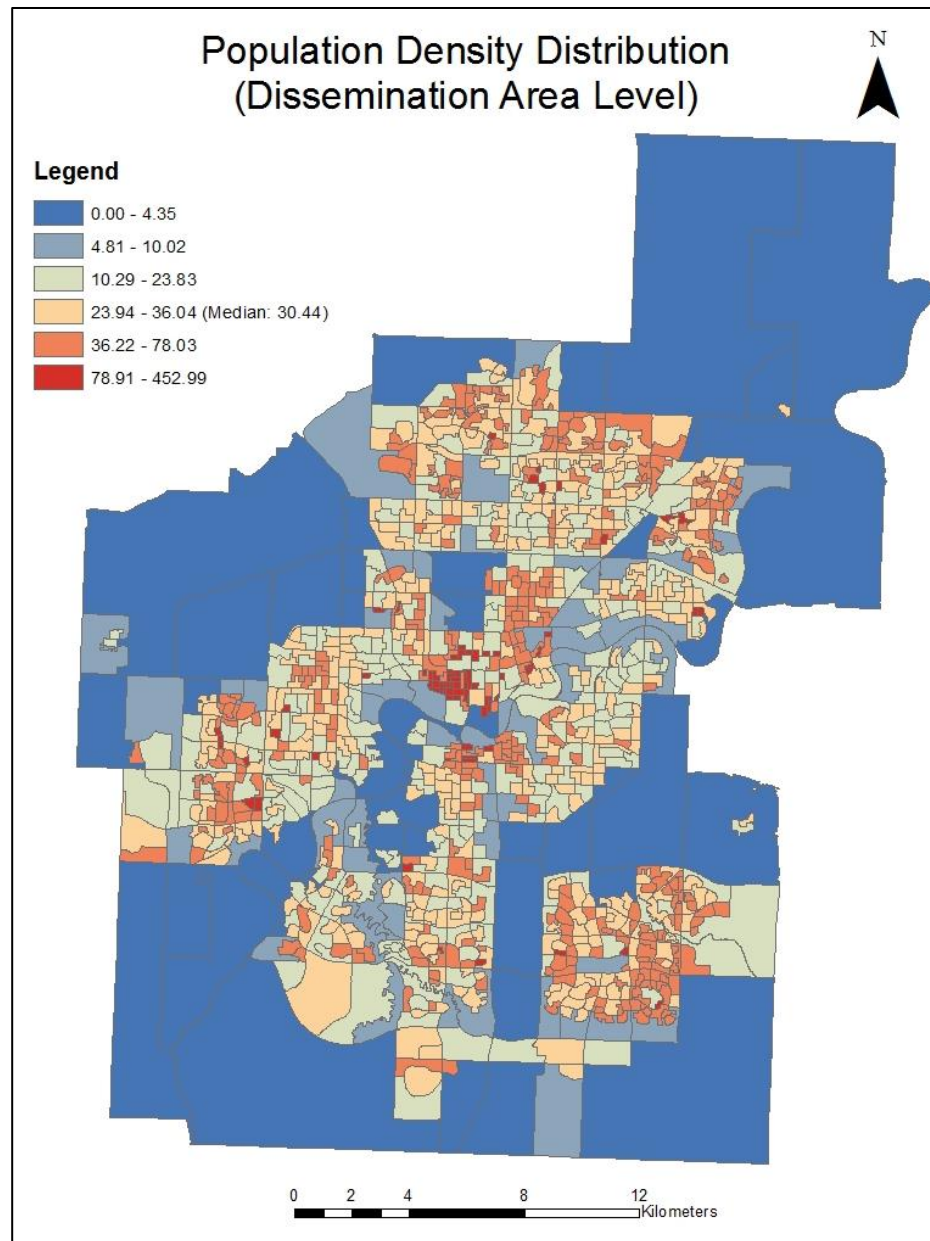 Population Density Distribution
(Dissemination Area Level)
N
Legend
0.00 - 4.35
4.81 - 10.02
10.29 - 23.83
23.94 - 36.04 (Median: 30.44)
36.22 - 78.03
78.91 - 452.99
0 2 4 8 12
Kilometers